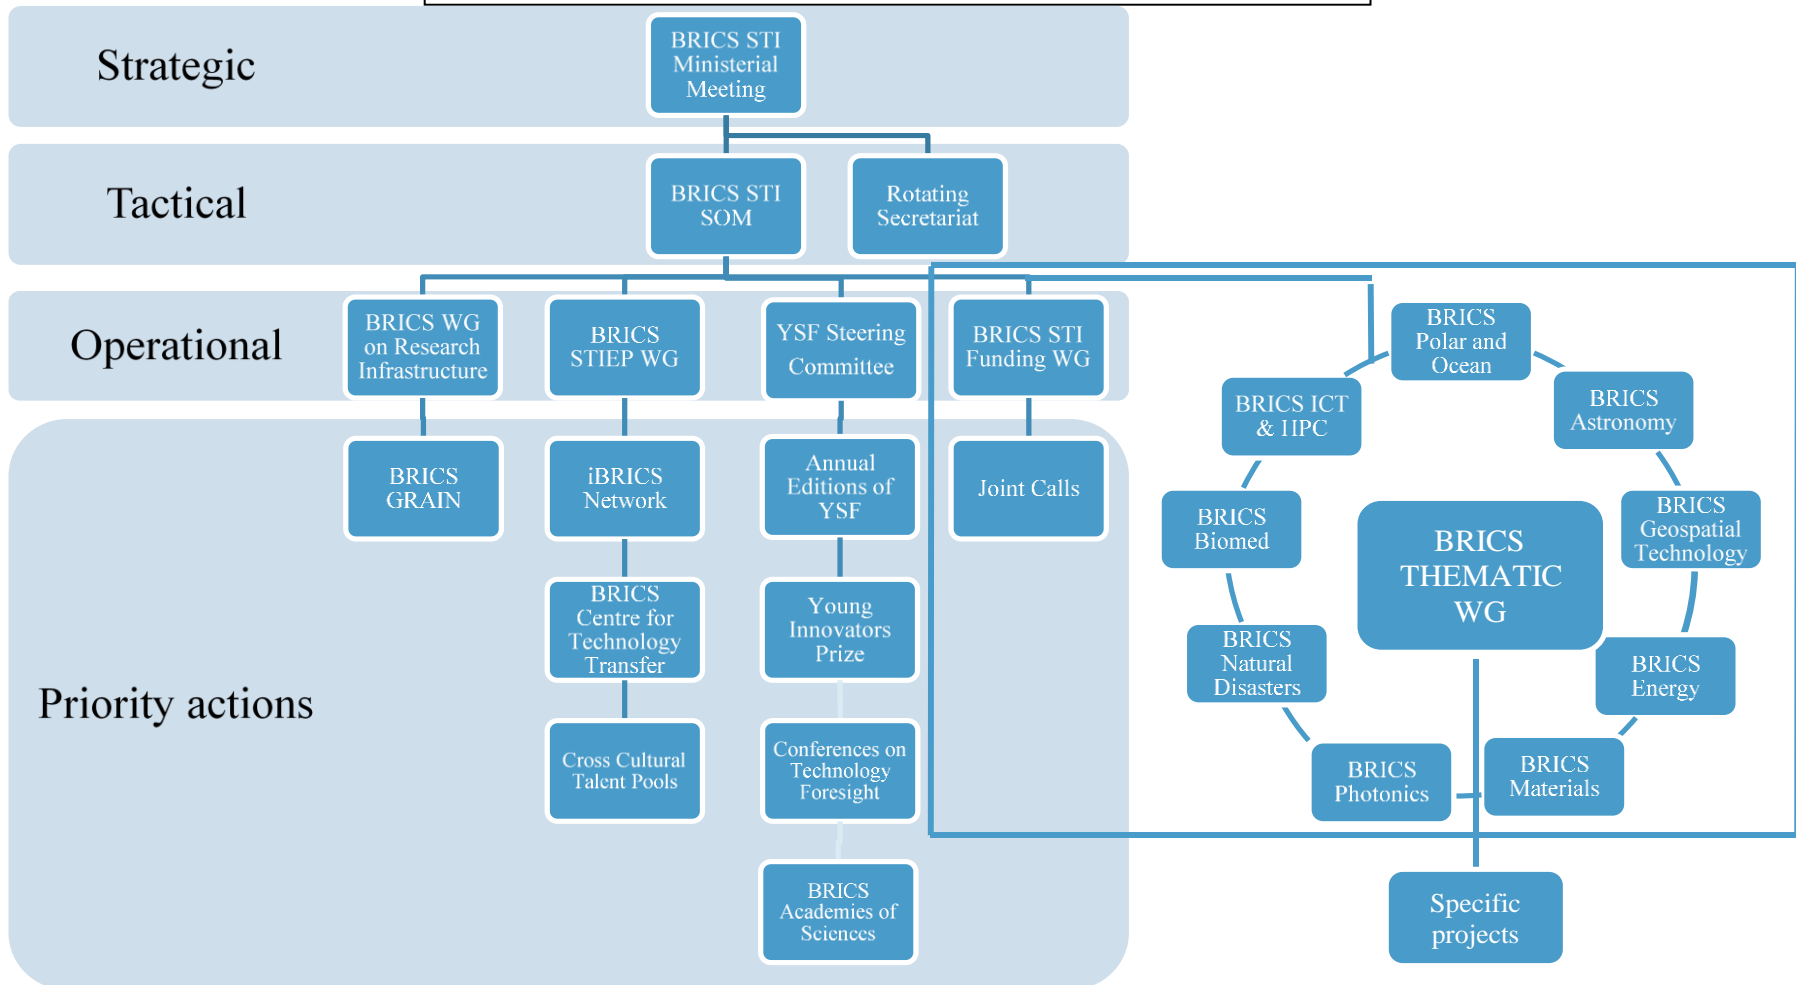 Strategic
BRICS STI
Ministerial
Meeting
Tactical
BRICS STI
SOM
Rotating
Secretariat
Operational
BRICS WG
on Research
Infrastructure
BRICS
STIEP WG
YSF Steering
Committee
BRICS STI
Funding WG
Priority actions
BRICS
GRAIN
iBRICS
Network
BRICS
Centre for
Technology
Transfer
Cross Cultural
Talent Pools
Annual
Editions of
YSF
Young
Innovators
Prize
Conferences on
Technology
Foresight
BRICS
Academies of
Sciences
Joint Calls
BRICS
Polar and
Ocean
BRICS
Astronomy
BRICS
Geospatial
Technology
BRICS
Energy
BRICS
Materials
BRICS
Photonics
BRICS
Natural
Disasters
BRICS
Biomed
BRICS ICT
& HPC
BRICS
THEMATIC
WG
Specific
projects